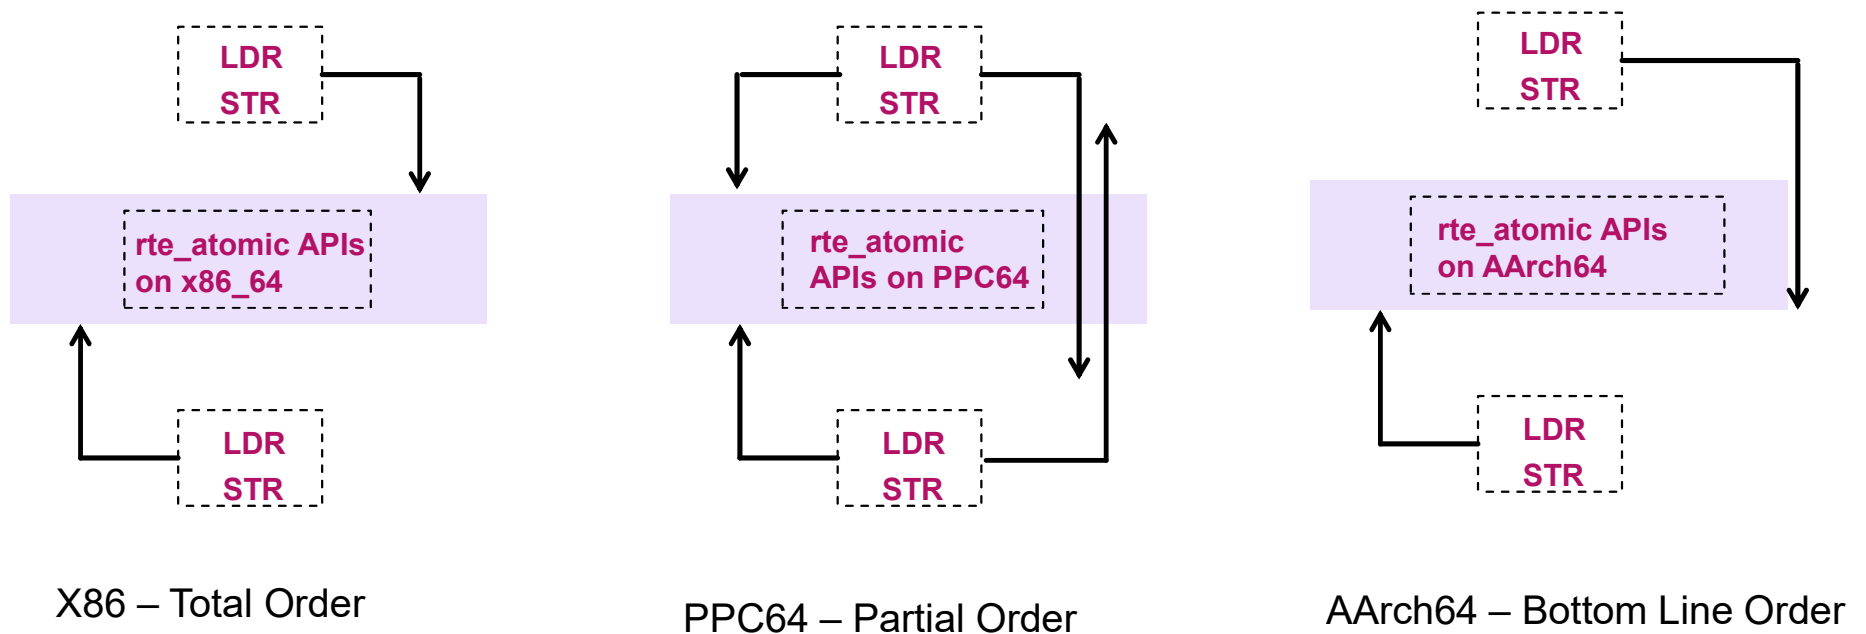 LDR
STR
rte_atomic APIs
on x86_64
LDR
STR
X86 – Total Order
LDR
STR
rte_atomic
APIs on PPC64
LDR
STR
PPC64 – Partial Order
LDR
STR
rte_atomic APIs
on AArch64
LDR
STR
AArch64 – Bottom Line Order